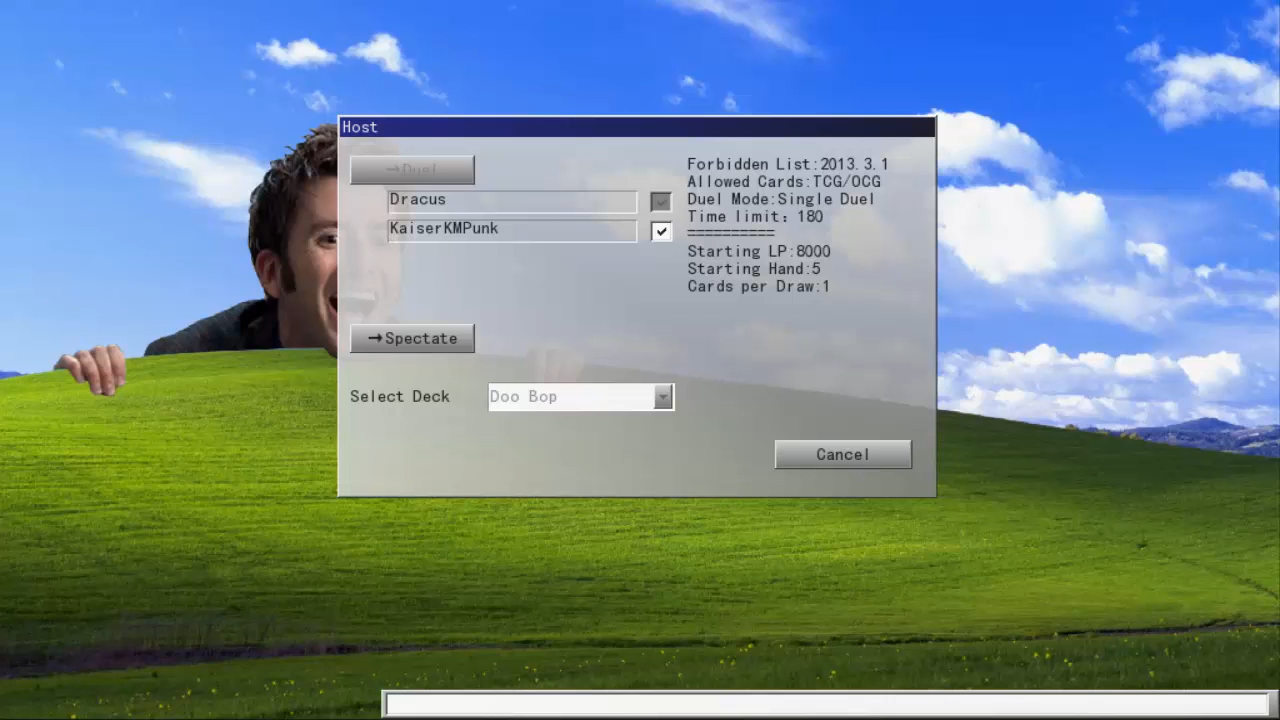 Host
→Duel
Dracus
KaiserKMPunk
Forbidden List:2013.3.1
Allowed Cards:TCG/OCG
Duel Mode:Single Duel
Time limit: 180
==========
Starting LP:8000
Starting Hand:5
Cards per Draw:1
→Spectate
Select Deck
Doo Bop
Cancel